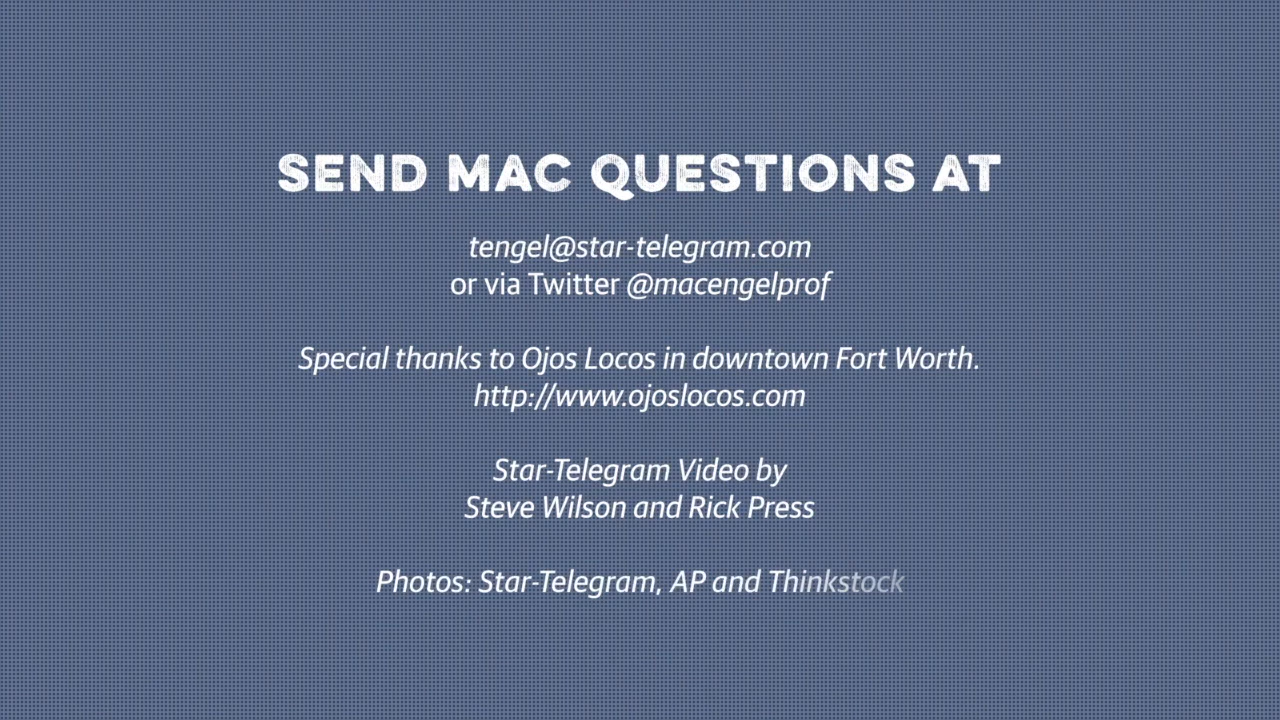 SEND MAC QUESTIONS AT
tengel@star-telegram.com
or via Twitter @macengelprof
Special thanks to Ojos Locos in downtown Fort Worth.
http://www.ojoslocos.com
Star-Telegram Video by
Steve Wilson and Rick Press
Photos: Star-Telegram, AP and Thinkstock